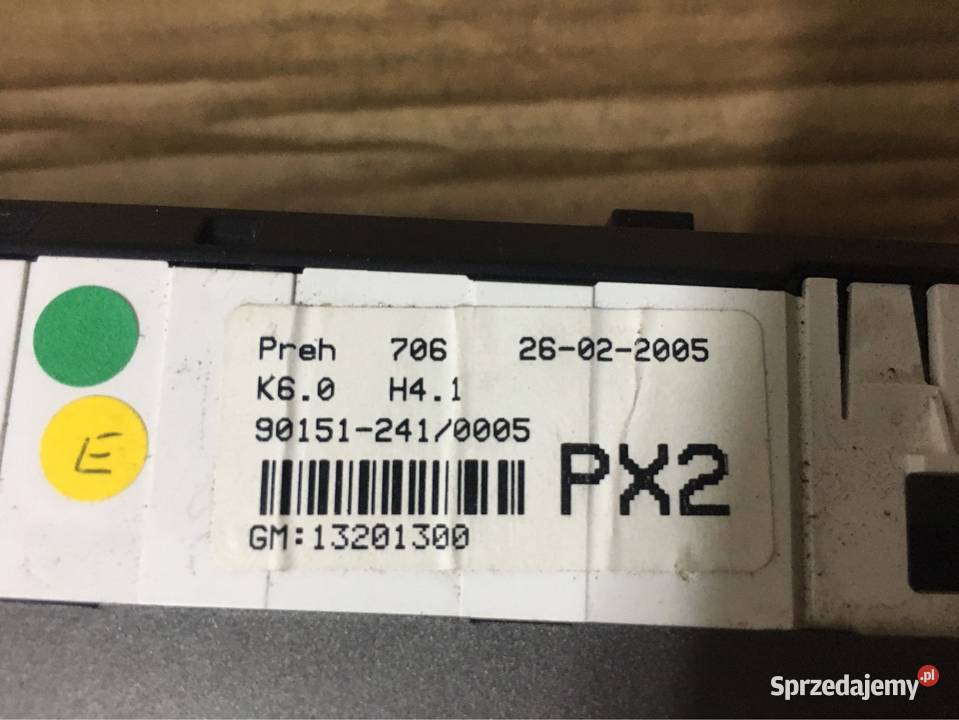 Preh 706 26-02-2005
K6.0 H4.1
90151-241/0005
PX2
GM:13201300
E
Sprzedajemy.pl